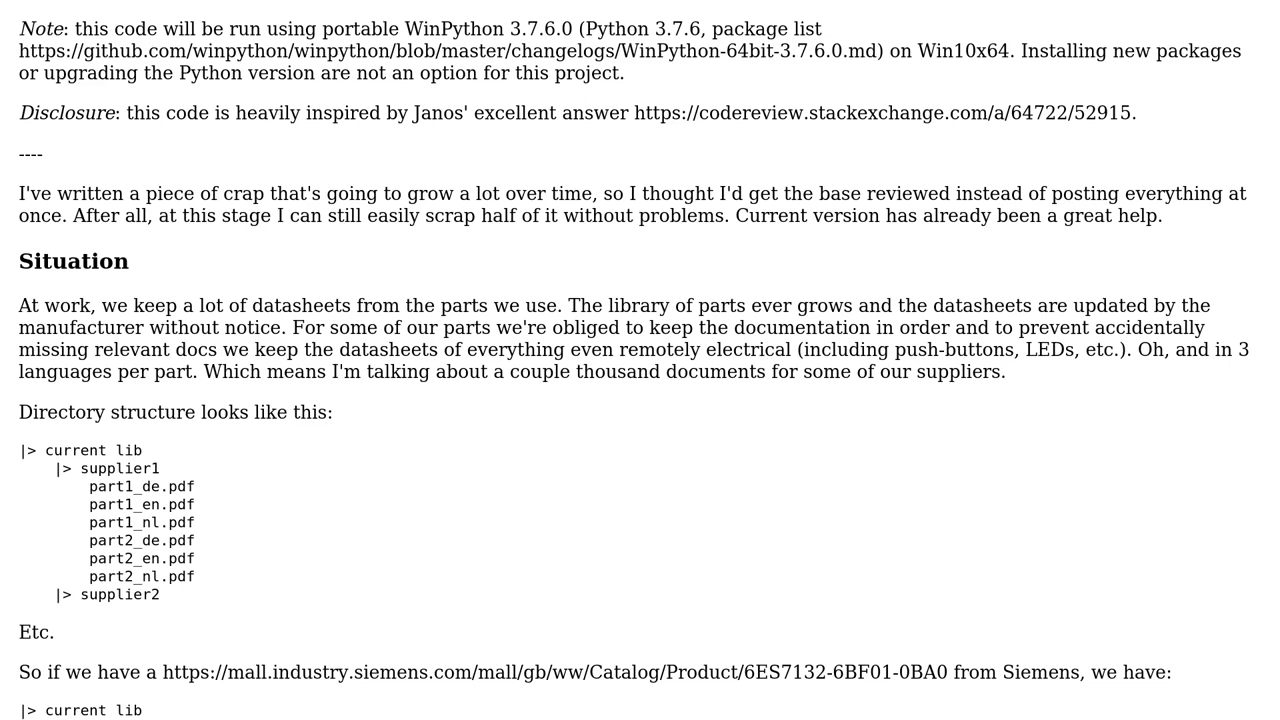 Note: this code will be run using portable WinPython 3.7.6.0 (Python 3.7.6, package list
https://github.com/winpython/winpython/blob/master/changelogs/WinPython-64bit-3.7.6.0.md) on Win10x64. Installing new packages
or upgrading the Python version are not an option for this project.
Disclosure: this code is heavily inspired by Janos' excellent answer https://codereview.stackexchange.com/a/64722/52915.
----
I've written a piece of crap that's going to grow a lot over time, so I thought I'd get the base reviewed instead of posting everything at
once. After all, at this stage I can still easily scrap half of it without problems. Current version has already been a great help.
Situation
At work, we keep a lot of datasheets from the parts we use. The library of parts ever grows and the datasheets are updated by the
manufacturer without notice. For some of our parts we're obliged to keep the documentation in order and to prevent accidentally
missing relevant docs we keep the datasheets of everything even remotely electrical (including push-buttons, LEDs, etc.). Oh, and in 3
languages per part. Which means I'm talking about a couple thousand documents for some of our suppliers.
Directory structure looks like this:
|> current lib
    |> supplier1
        part1_de.pdf
        part1_en.pdf
        part1_nl.pdf
        part2_de.pdf
        part2_en.pdf
        part2_nl.pdf
    |> supplier2
Etc.
So if we have a https://mall.industry.siemens.com/mall/gb/ww/Catalog/Product/6ES7132-6BF01-0BA0 from Siemens, we have:
|> current lib